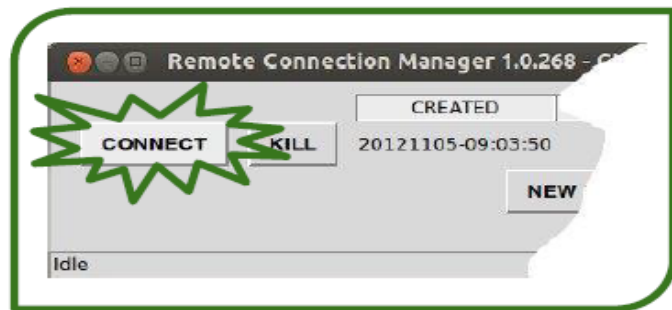 Remote Connection Manager 1.0.268 -
CREATED
CONNECT KILL 20121105-09:03:50
NEW
Idle